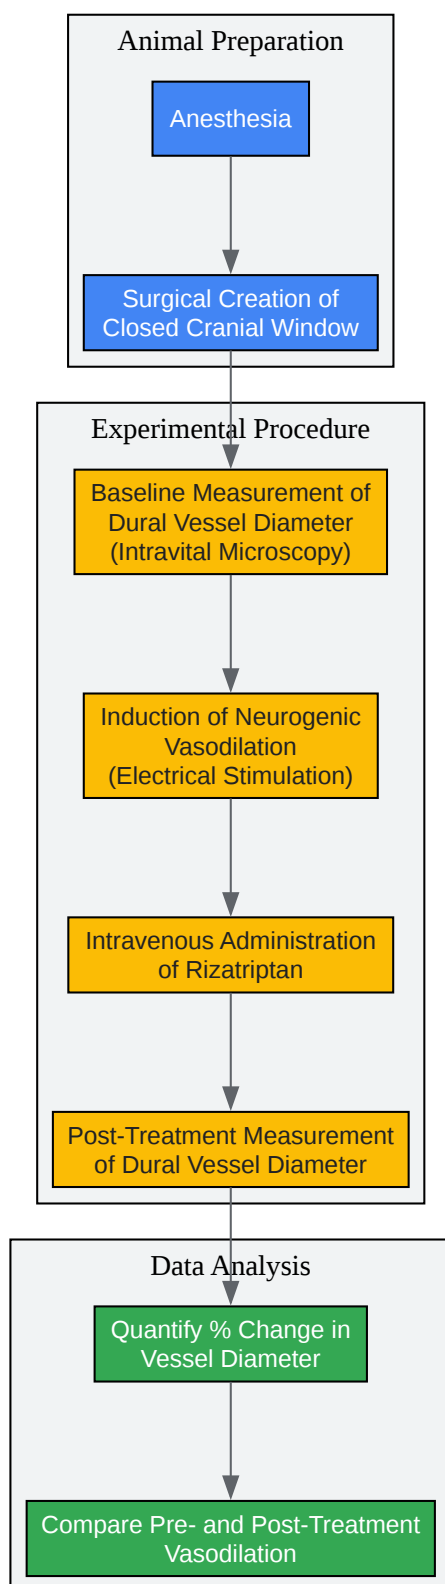 Animal Preparation
Anesthesia
Surgical Creation of
Closed Cranial Window
Experimental Procedure
Baseline Measurement of
Dural Vessel Diameter
(Intravital Microscopy)
Induction of Neurogenic
Vasodilation
(Electrical Stimulation)
Intravenous Administration
of Rizatriptan
Post-Treatment Measurement
of Dural Vessel Diameter
Data Analysis
Quantify % Change in
Vessel Diameter
Compare Pre- and Post-Treatment
Vasodilation